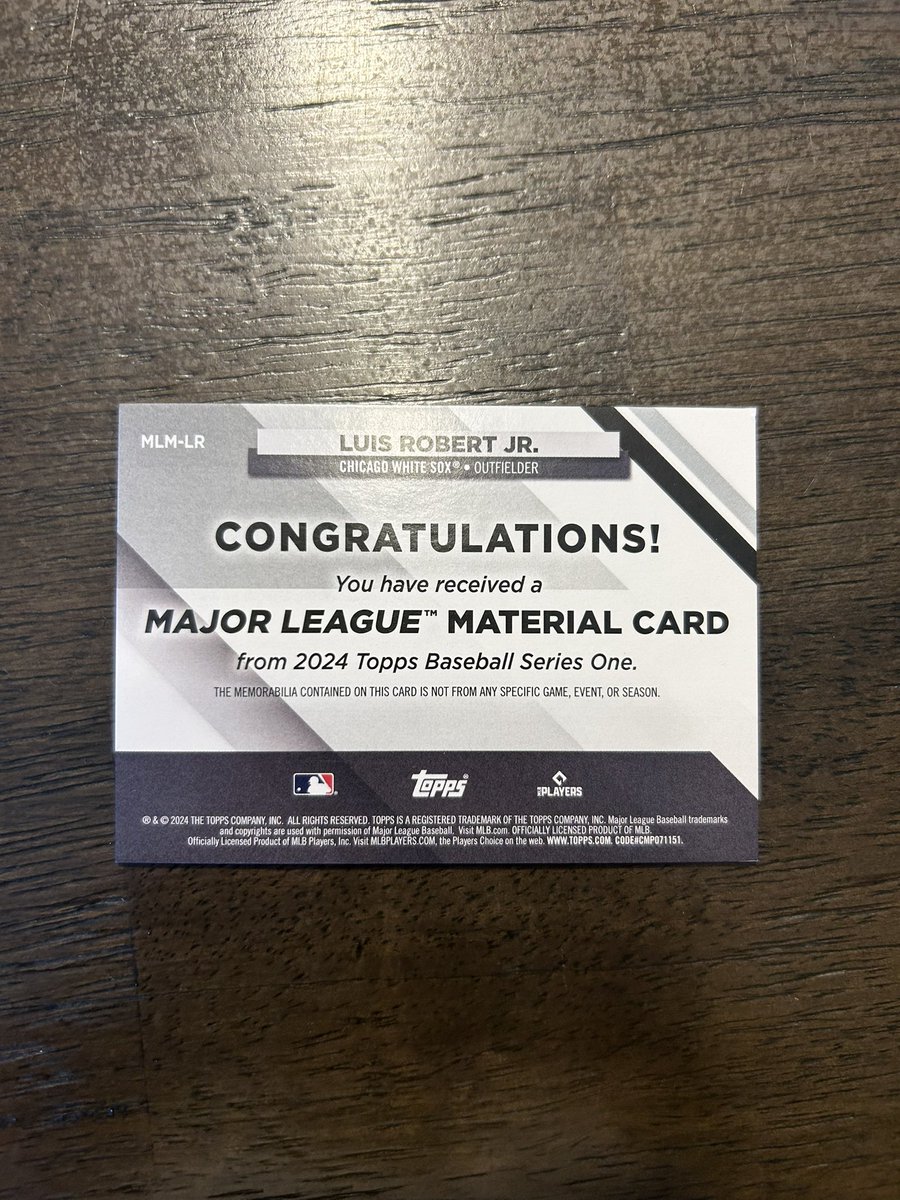 MLM-LR
LUIS ROBERT JR.
CHICAGO WHITE SOX® • OUTFIELDER
CONGRATULATIONS!
You have received a
MAJOR LEAGUE™ MATERIAL CARD
from 2024 Topps Baseball Series One.
THE MEMORABILIA CONTAINED ON THIS CARD IS NOT FROM ANY SPECIFIC GAME, EVENT, OR SEASON.
Topps® PLAYERS
® & © 2024 THE TOPPS COMPANY, INC. ALL RIGHTS RESERVED. TOPPS IS A REGISTERED TRADEMARK OF THE TOPPS COMPANY, INC. Major League Baseball trademarks
and copyrights are used with permission of Major League Baseball. Visit MLB.com. OFFICIALLY LICENSED PRODUCT OF MLB.
Officially Licensed Product of MLB Players, Inc. Visit MLBPLAYERS.COM, the Players Choice on the web. WWW.TOPPS.COM. CODE#CMP071151.